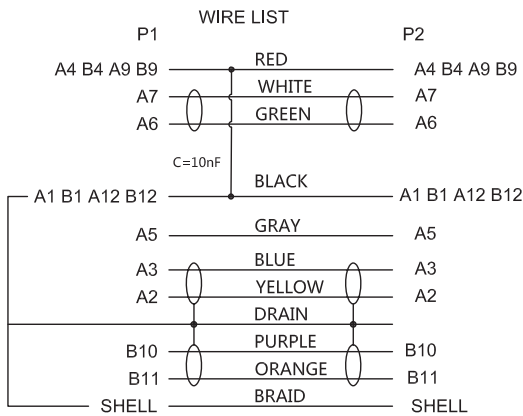 WIRE LIST
P1 P2
A4 B4 A9 B9 RED A4 B4 A9 B9
A7 WHITE A7
A6 GREEN A6
C=10nF
A1 B1 A12 B12 BLACK A1 B1 A12 B12
A5 GRAY A5
A3 BLUE A3
A2 YELLOW A2
DRAIN
B10 PURPLE B10
B11 ORANGE B11
SHELL BRAID SHELL